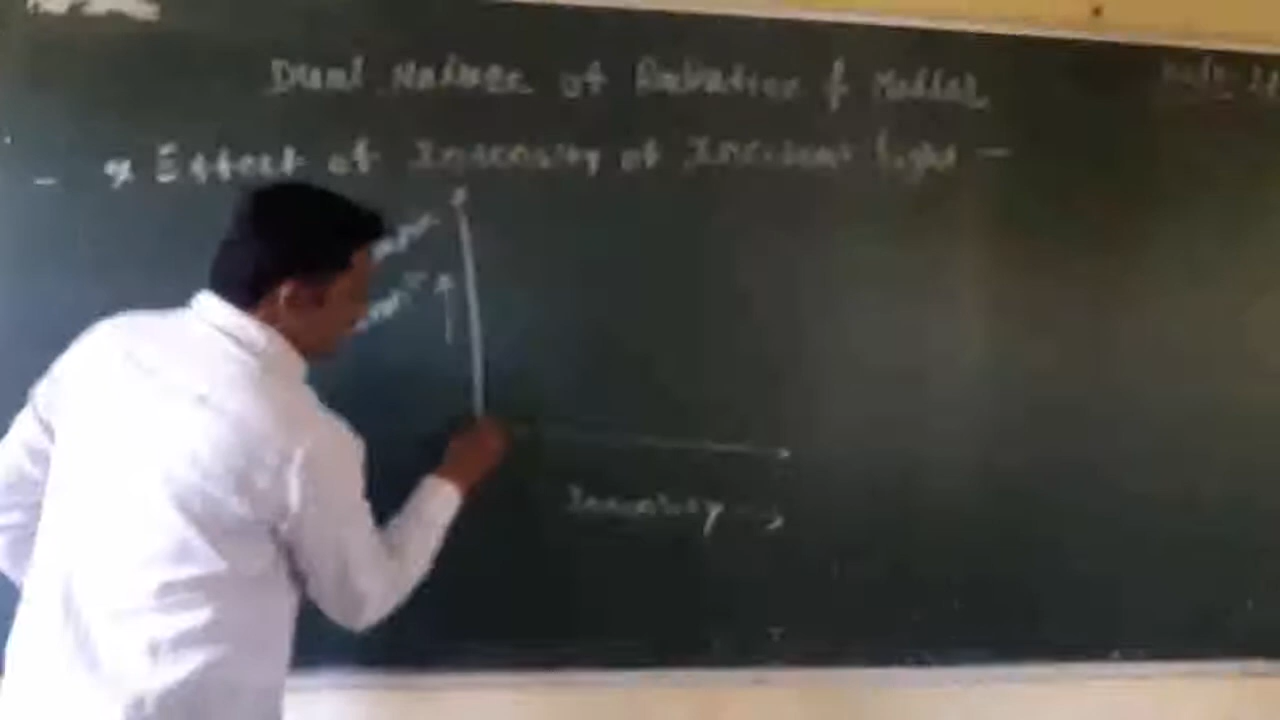 Dual Nature of Radiation & Matter
* Effect of Intensity of Incident light —
Intensity →